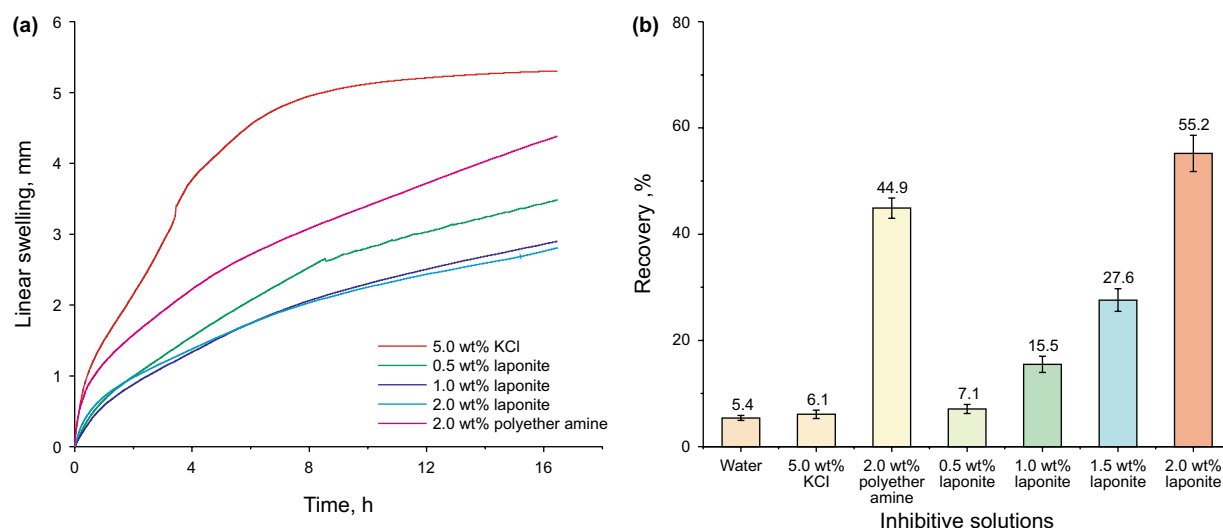 (a)
6
5
4
3
2
1
0
Linear swelling, mm
5.0 wt% KCl
0.5 wt% laponite
1.0 wt% laponite
2.0 wt% laponite
2.0 wt% polyether amine
0 4 8 12 16
Time, h
(b)
80
60
40
20
0
Recovery ,%
5.4
6.1
44.9
7.1
15.5
27.6
55.2
Water
5.0 wt%
KCl
2.0 wt%
polyether
amine
0.5 wt%
laponite
1.0 wt%
laponite
1.5 wt%
laponite
2.0 wt%
laponite
Inhibitive solutions